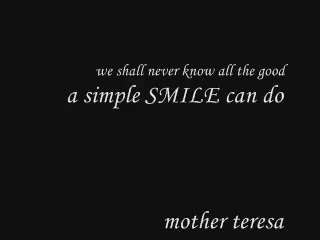 we shall never know all the good
a simple SMILE can do
mother teresa